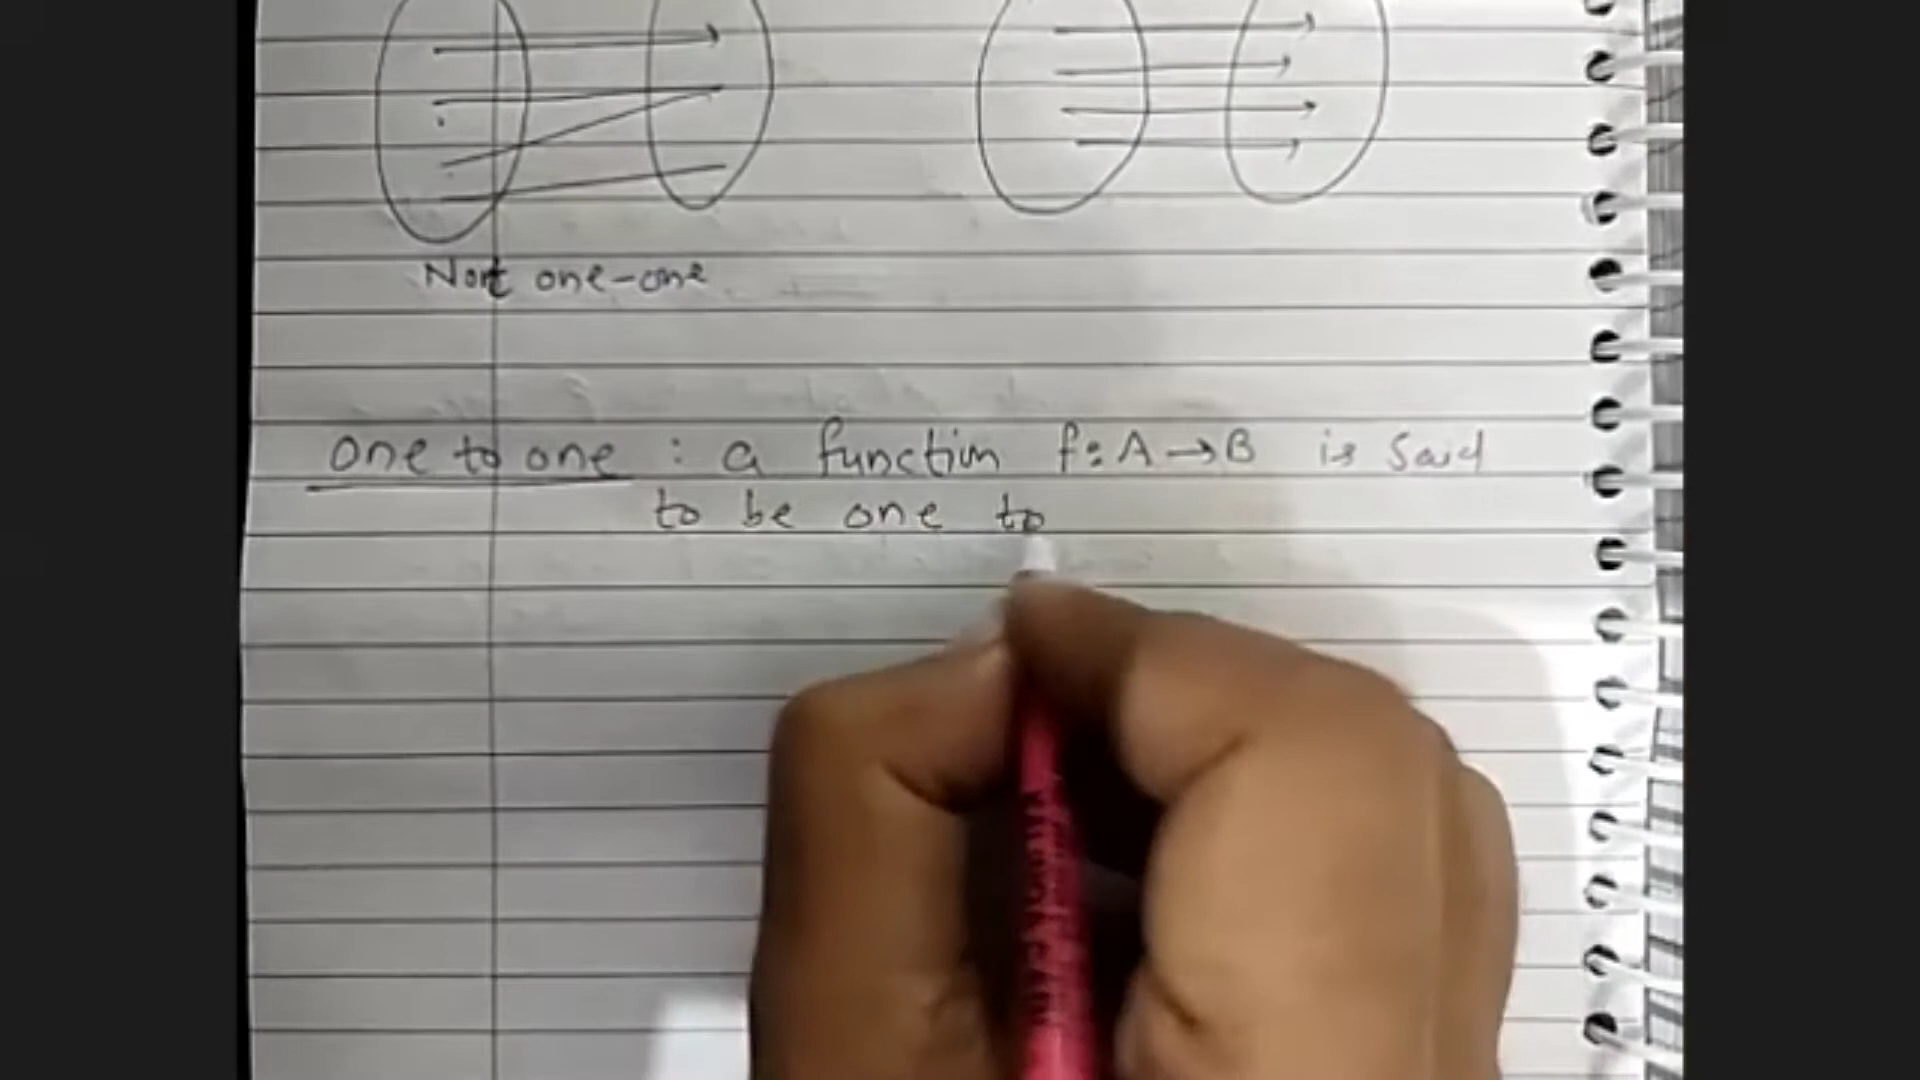 Not one-one
one to one : a function f: A→B is said
to be one to